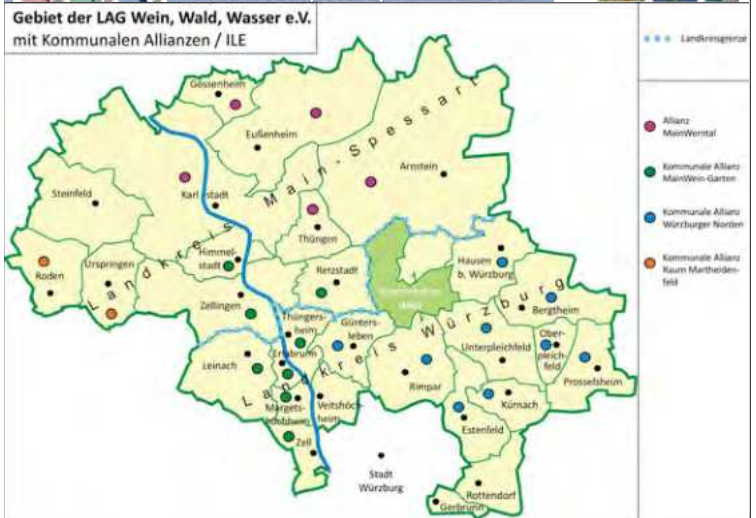 Gebiet der LAG Wein, Wald, Wasser e.V.
mit Kommunalen Allianzen / ILE
Landkreisgrenze
Allianz
MainWerntal
Kommunale Allianz
MainWein-Garten
Kommunale Allianz
Würzburger Norden
Kommunale Allianz
Raum Martheiden-
feld
Gössenheim
Eußenheim
Arnstein
Steinfeld
Karlstadt
Thüngen
Landkreis Main-Spessart
Roden
Urspringen
Himmel-
stadt
Retzstadt
Hausen
b. Würzburg
Zellingen
Bergtheim
Thüngers-
heim
Günters-
leben
Landkreis Würzburg
Unterpleichfeld
Ober-
pleich-
feld
Leinach
Erlabrunn
Rimpar
Prosselsheim
Margets-
höchheim
Veitshöch-
heim
Kürnach
Estenfeld
Zell
Stadt
Würzburg
Rottendorf
Gerbrunn